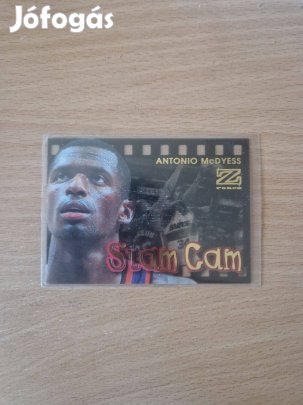 Jófogás
ANTONIO McDYESS
Z
FORCE
Slam Cam